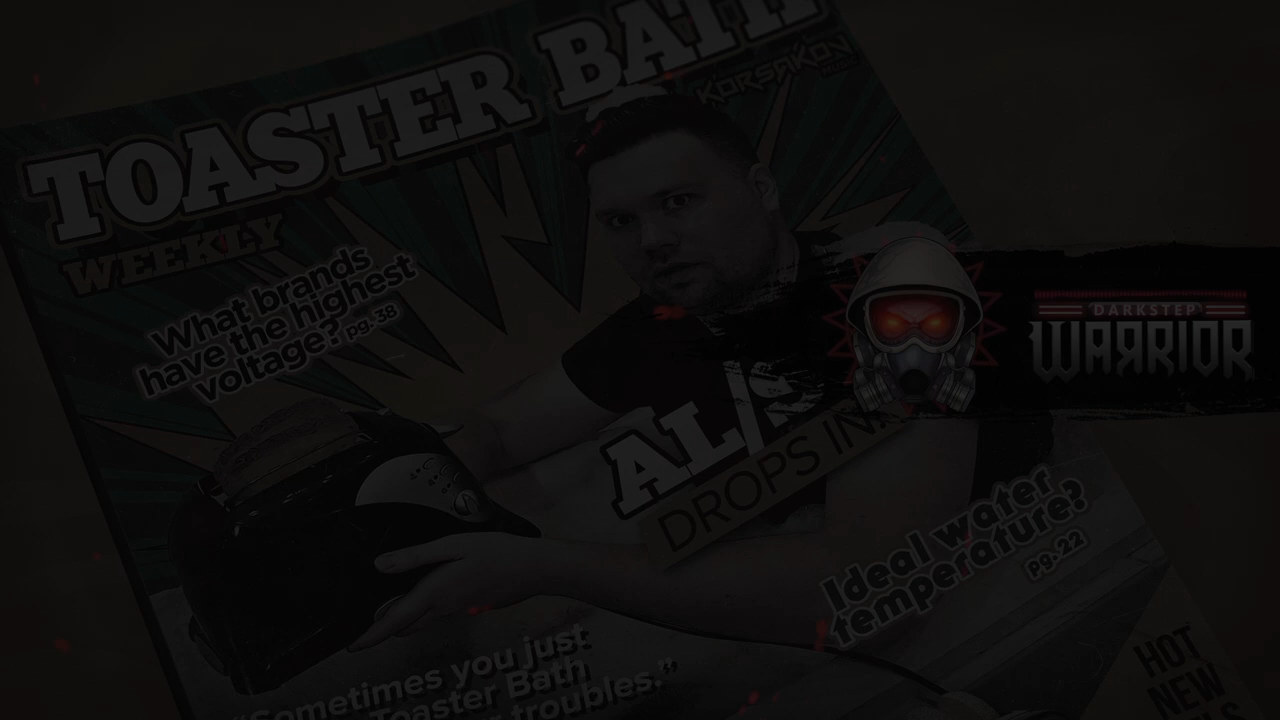 TOASTER BATH
KORSAKOV
WEEKLY
What brands
have the highest
voltage? pg. 38
DARKSTEP
WARRIOR
DROPS IN
Ideal water
temperature?
pg. 22
"Sometimes you just
Toaster Bath
troubles."
HOT
NEW